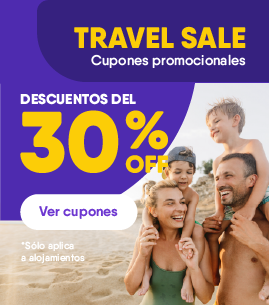 TRAVEL SALE
Cupones promocionales
DESCUENTOS DEL
30%
OFF
Ver cupones
*Sólo aplica
a alojamientos